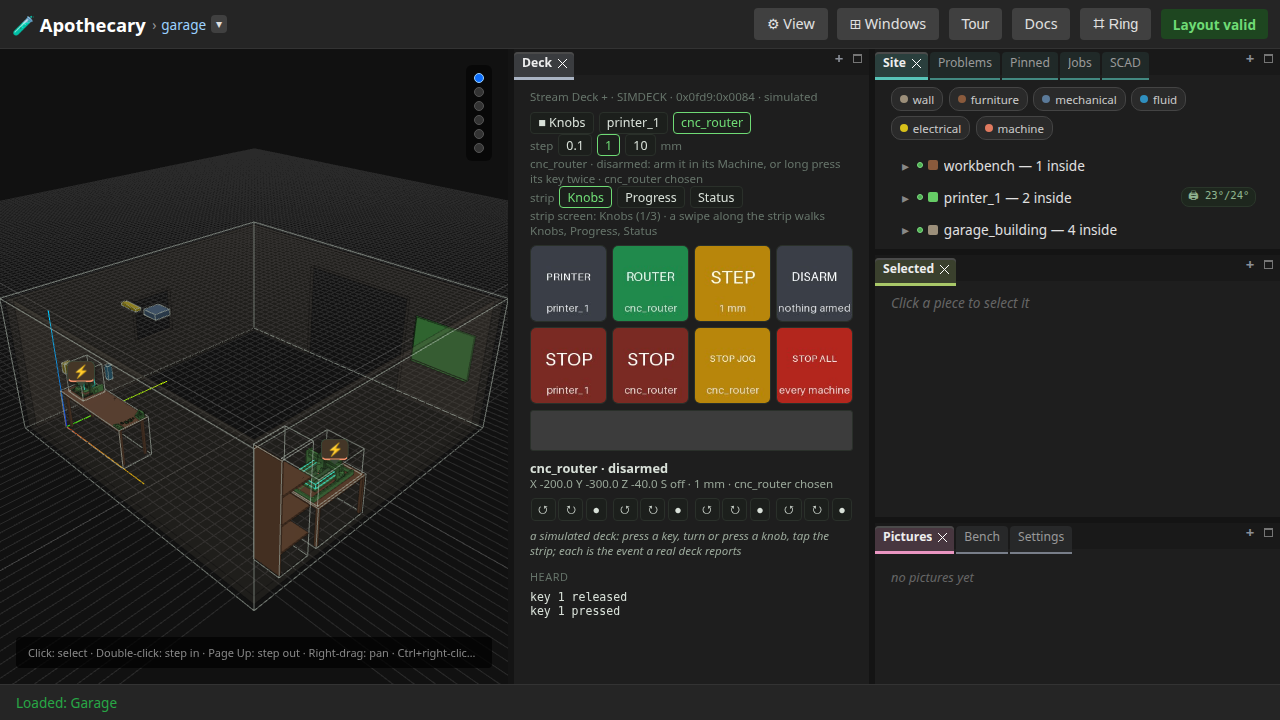 Apothecary › garage ▾
⚙ View
⊞ Windows
Tour
Docs
⌗ Ring
Layout valid
Click: select · Double-click: step in · Page Up: step out · Right-drag: pan · Ctrl+right-clic...
Deck
Stream Deck + · SIMDECK · 0x0fd9:0x0084 · simulated
■ Knobs printer_1 cnc_router
step 0.1 1 10 mm
cnc_router · disarmed: arm it in its Machine, or long press
its key twice · cnc_router chosen
strip Knobs Progress Status
strip screen: Knobs (1/3) · a swipe along the strip walks
Knobs, Progress, Status
PRINTER ROUTER STEP DISARM
printer_1 cnc_router 1 mm nothing armed
STOP STOP STOP JOG STOP ALL
printer_1 cnc_router cnc_router every machine
cnc_router · disarmed
X -200.0 Y -300.0 Z -40.0 S off · 1 mm · cnc_router chosen
↺ ↻ ● ↺ ↻ ● ↺ ↻ ● ↺ ↻ ●
a simulated deck: press a key, turn or press a knob, tap the
strip; each is the event a real deck reports
HEARD
key 1 released
key 1 pressed
Site Problems Pinned Jobs SCAD
wall furniture mechanical fluid
electrical machine
▸ workbench — 1 inside
▸ printer_1 — 2 inside 23°/24°
▸ garage_building — 4 inside
Selected
Click a piece to select it
Pictures Bench Settings
no pictures yet
Loaded: Garage